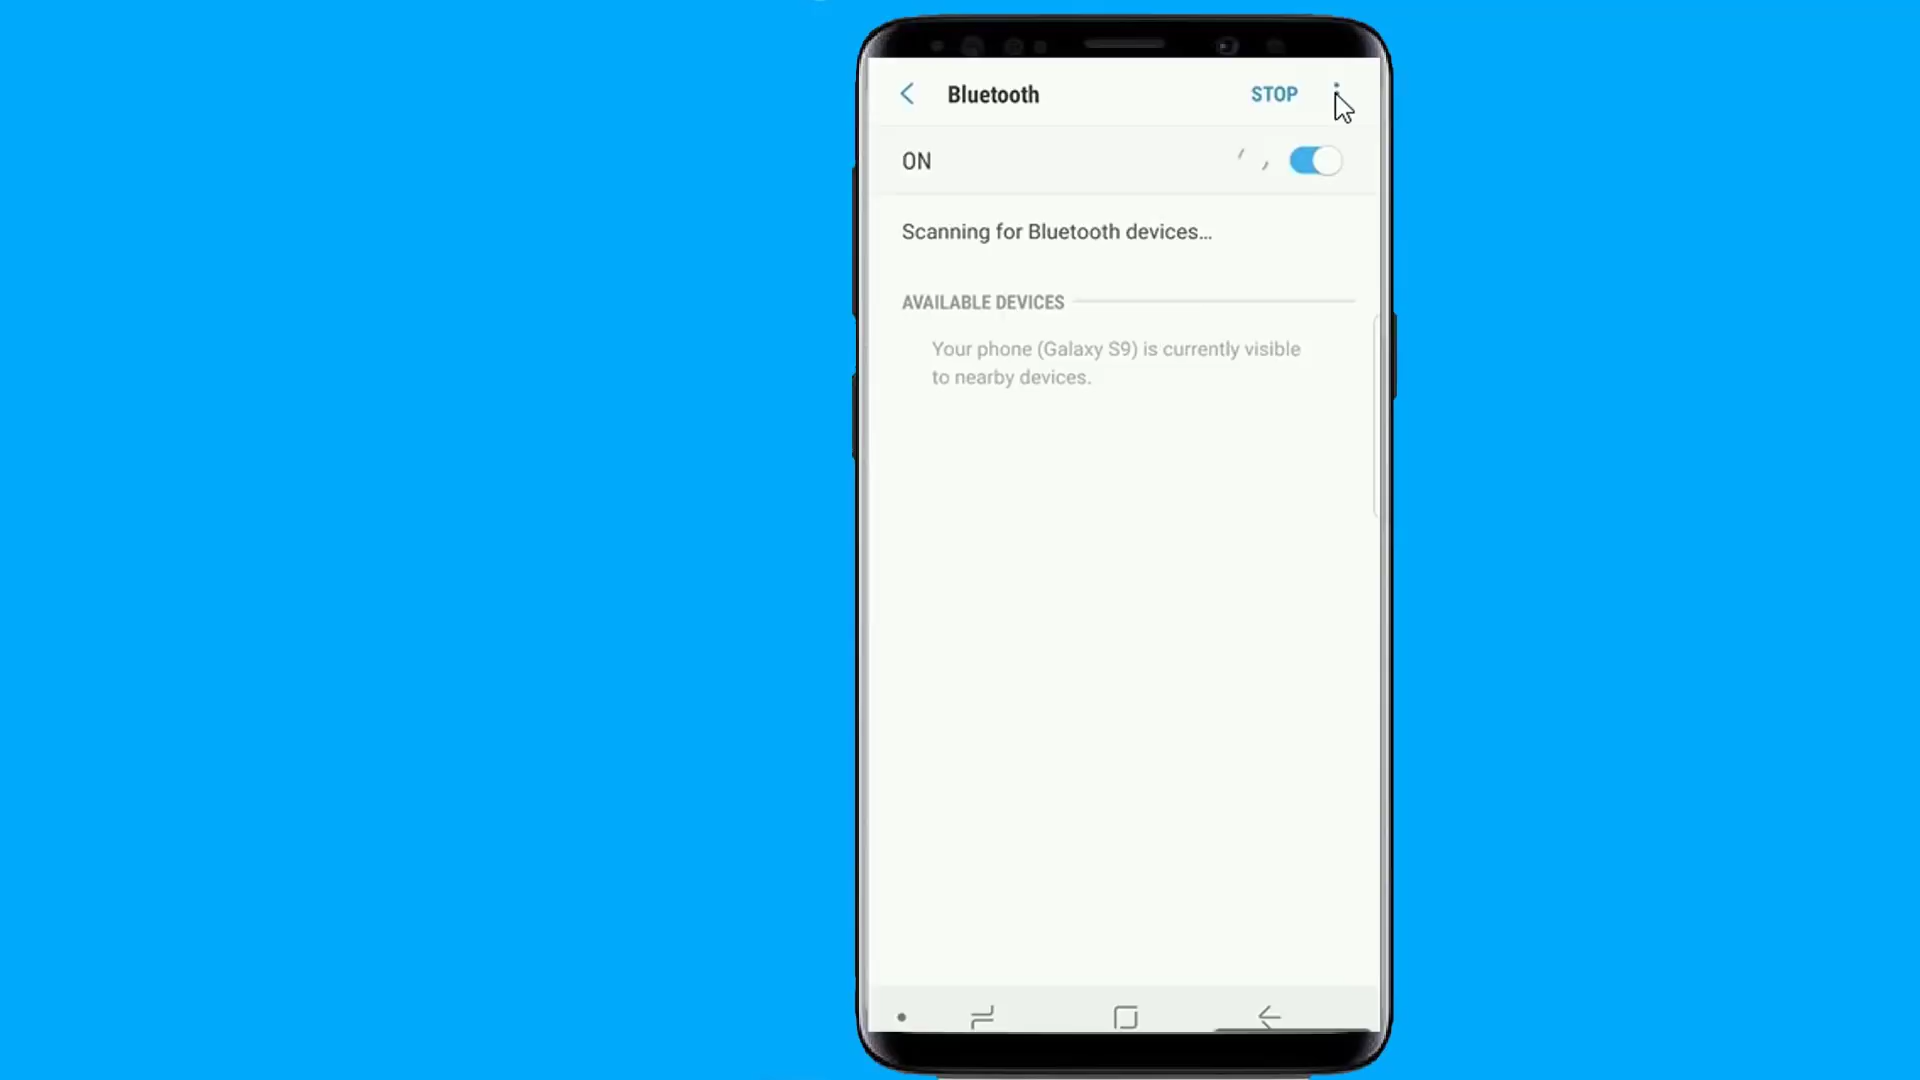 Bluetooth STOP
ON
Scanning for Bluetooth devices...
AVAILABLE DEVICES
Your phone (Galaxy S9) is currently visible
to nearby devices.